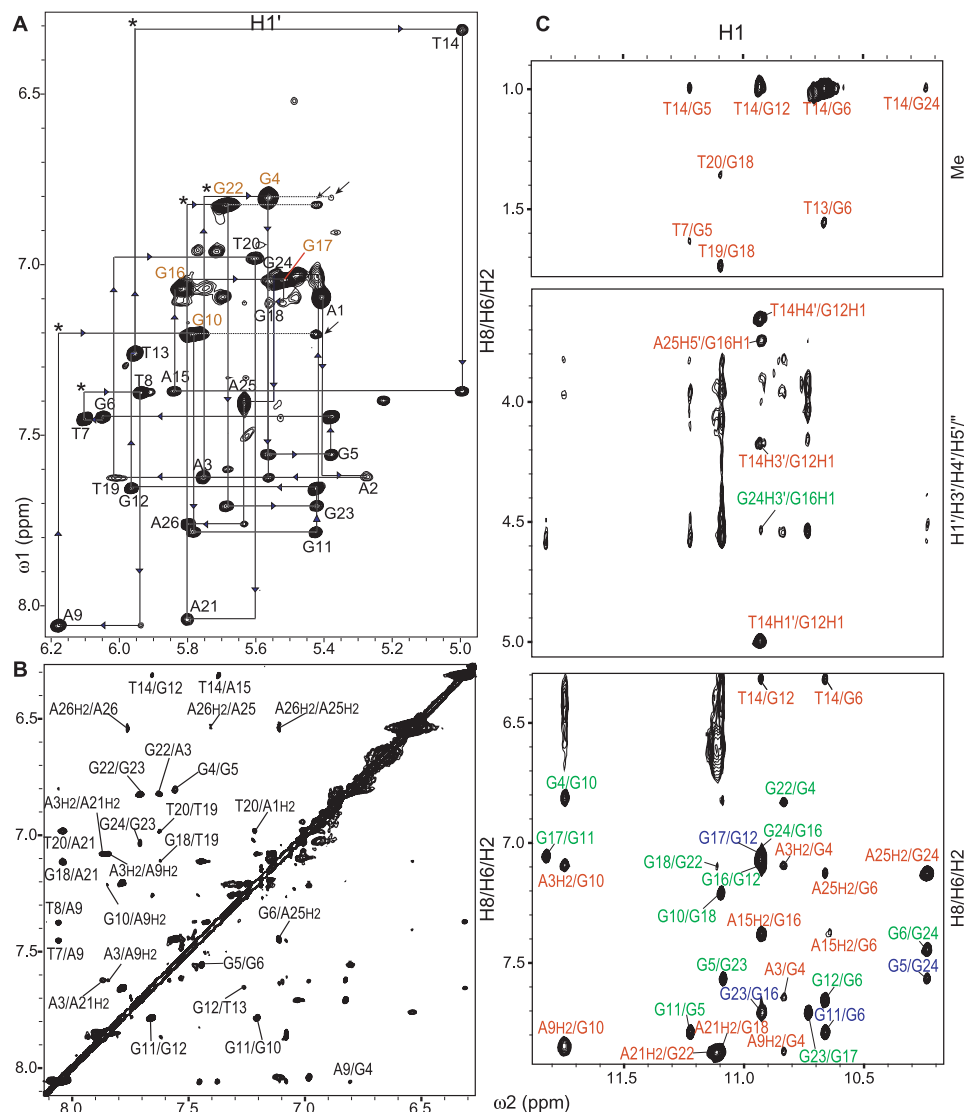 A
H1'
*
*
T14
G22
*
G4
*
T20
G24
G17
G16
G18
A1
G10
*
T13
T8
A15
A25
*
G6
T7
G5
A3
T19
A2
G12
G23
A26
G11
A9
A21
6.5
7.0
7.5
8.0
ω1 (ppm)
H8/H6/H2
6.2 6.0 5.8 5.6 5.4 5.2 5.0
B
T14/G12 T14/A15
A26H2/A26 A26H2/A25 A26H2/A25H2
G22/A3
G22/G23 G4/G5
A3H2/A21H2 T20/T19 T20/A1H2
G24/G23
T20/A21 G18/T19
A3H2/A9H2
G18/A21
G10/A9H2 G6/A25H2
T8/A9
T7/A9 G5/G6
A3/A9H2
G12/T13
A3/A21H2
G11/G12 G11/G10
A9/G4
6.5
7.0
7.5
8.0
H8/H6/H2
8.0 7.5 7.0 6.5
C
H1
1.0
T14/G5 T14/G12 T14/G6 T14/G24
T20/G18
T13/G6
T7/G5
T19/G18
1.5
Me
T14H4'/G12H1
A25H5'/G16H1
4.0
T14H3'/G12H1
G24H3'/G16H1
4.5
T14H1'/G12H1
5.0
H1'/H3'/H4'/H5'/''
T14/G12 T14/G6
6.5
G4/G10 G22/G4
G17/G12
7.0
G17/G11 G24/G16
G18/G22 A3H2/G4 A25H2/G24
A3H2/G10 G16/G12 A25H2/G6
G10/G18
A15H2/G16 G6/G24
A15H2/G6
7.5
G5/G23 A3/G4 G12/G6 G5/G24
G23/G16
G11/G5 G11/G6
A9H2/G10 A21H2/G18 A9H2/G4
A21H2/G22 G23/G17
H8/H6/H2
11.5 11.0 10.5
ω2 (ppm)